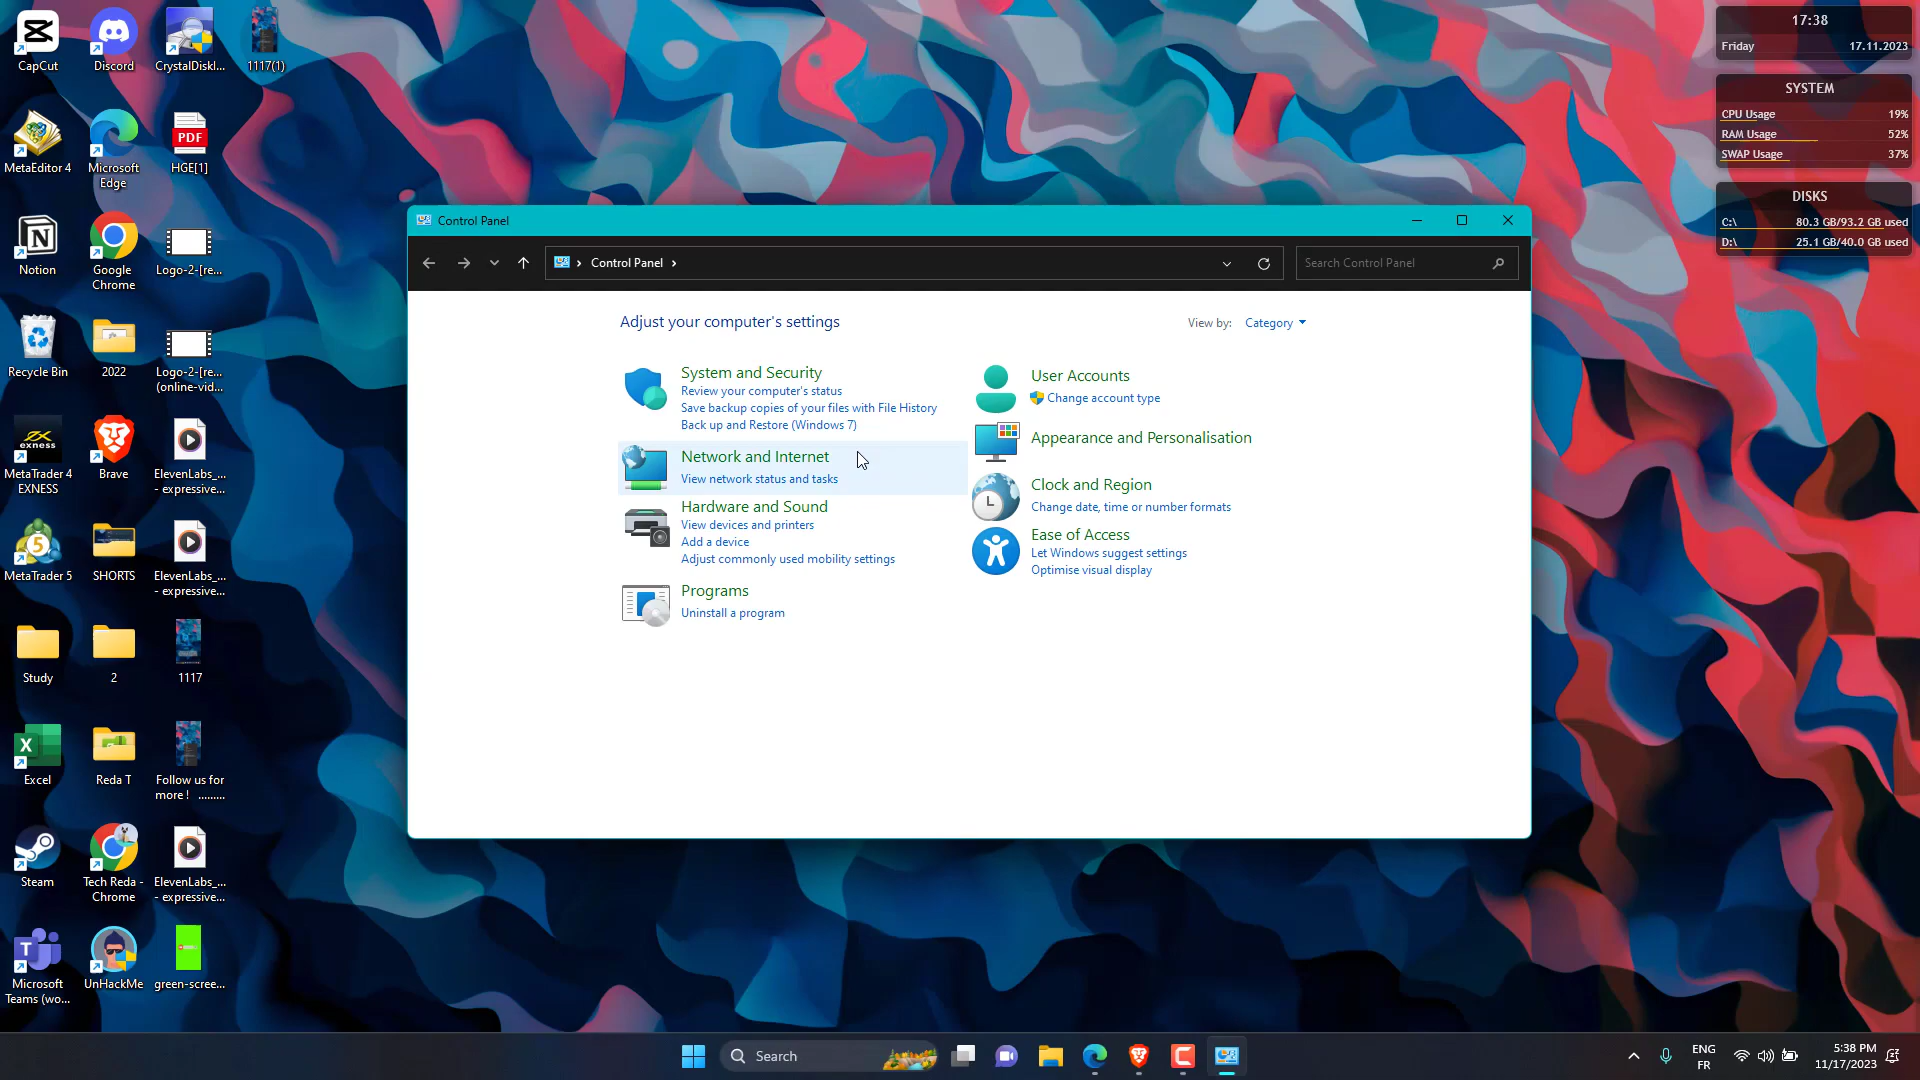 CapCut
Discord
CrystalDiskI...
1117(1)
MetaEditor 4
Microsoft
Edge
PDF
HGE[1]
Notion
Google
Chrome
Logo-2-[re...
Recycle Bin
2022
Logo-2-[re...
(online-vid...
exness
MetaTrader 4
EXNESS
Brave
ElevenLabs_...
- expressive...
5
MetaTrader 5
SHORTS
ElevenLabs_...
- expressive...
Study
2
1117
Excel
Reda T
Follow us for
more ! .........
Steam
Tech Reda -
Chrome
ElevenLabs_...
- expressive...
Microsoft
Teams (wo...
UnHackMe
green-scree...
17:38
Friday 17.11.2023
SYSTEM
CPU Usage 19%
RAM Usage 52%
SWAP Usage 37%
DISKS
C:\ 80.3 GB/93.2 GB used
D:\ 25.1 GB/40.0 GB used
Control Panel
Control Panel
Search Control Panel
Adjust your computer's settings
View by: Category
System and Security
Review your computer's status
Save backup copies of your files with File History
Back up and Restore (Windows 7)
Network and Internet
View network status and tasks
Hardware and Sound
View devices and printers
Add a device
Adjust commonly used mobility settings
Programs
Uninstall a program
User Accounts
Change account type
Appearance and Personalisation
Clock and Region
Change date, time or number formats
Ease of Access
Let Windows suggest settings
Optimise visual display
Search
ENG
FR
5:38 PM
11/17/2023